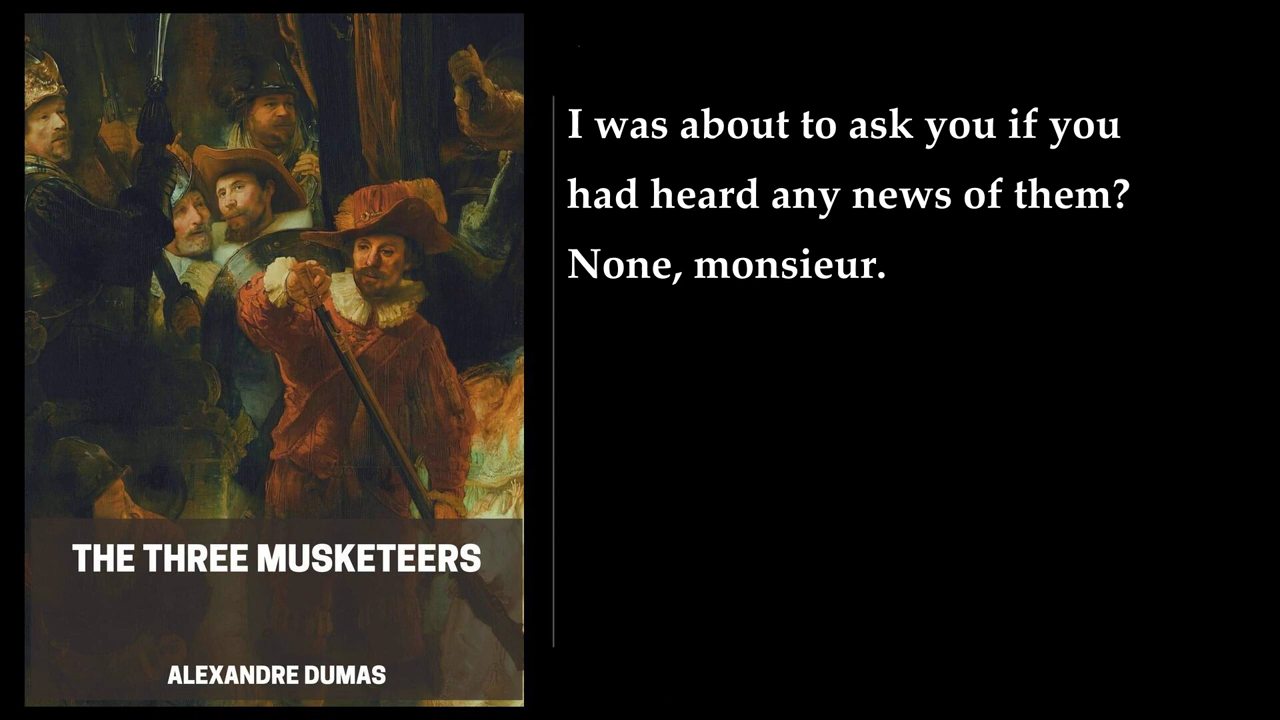 I was about to ask you if you
had heard any news of them?
None, monsieur.
THE THREE MUSKETEERS
ALEXANDRE DUMAS